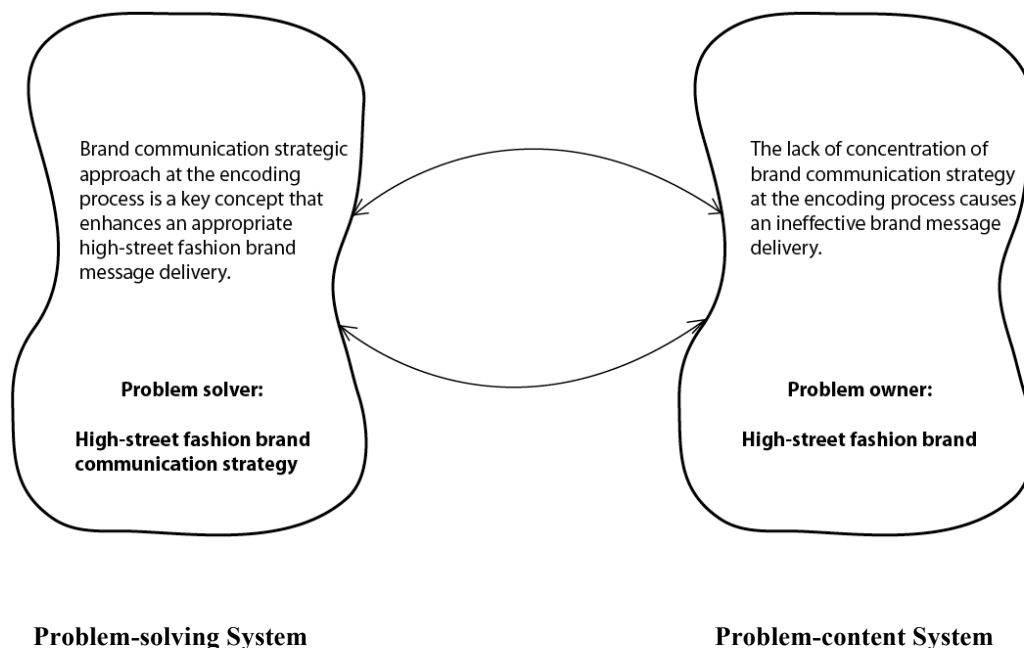 Brand communication strategic
approach at the encoding
process is a key concept that
enhances an appropriate
high-street fashion brand
message delivery.
Problem solver:
High-street fashion brand
communication strategy
The lack of concentration of
brand communication strategy
at the encoding process causes
an ineffective brand message
delivery.
Problem owner:
High-street fashion brand
Problem-solving System
Problem-content System